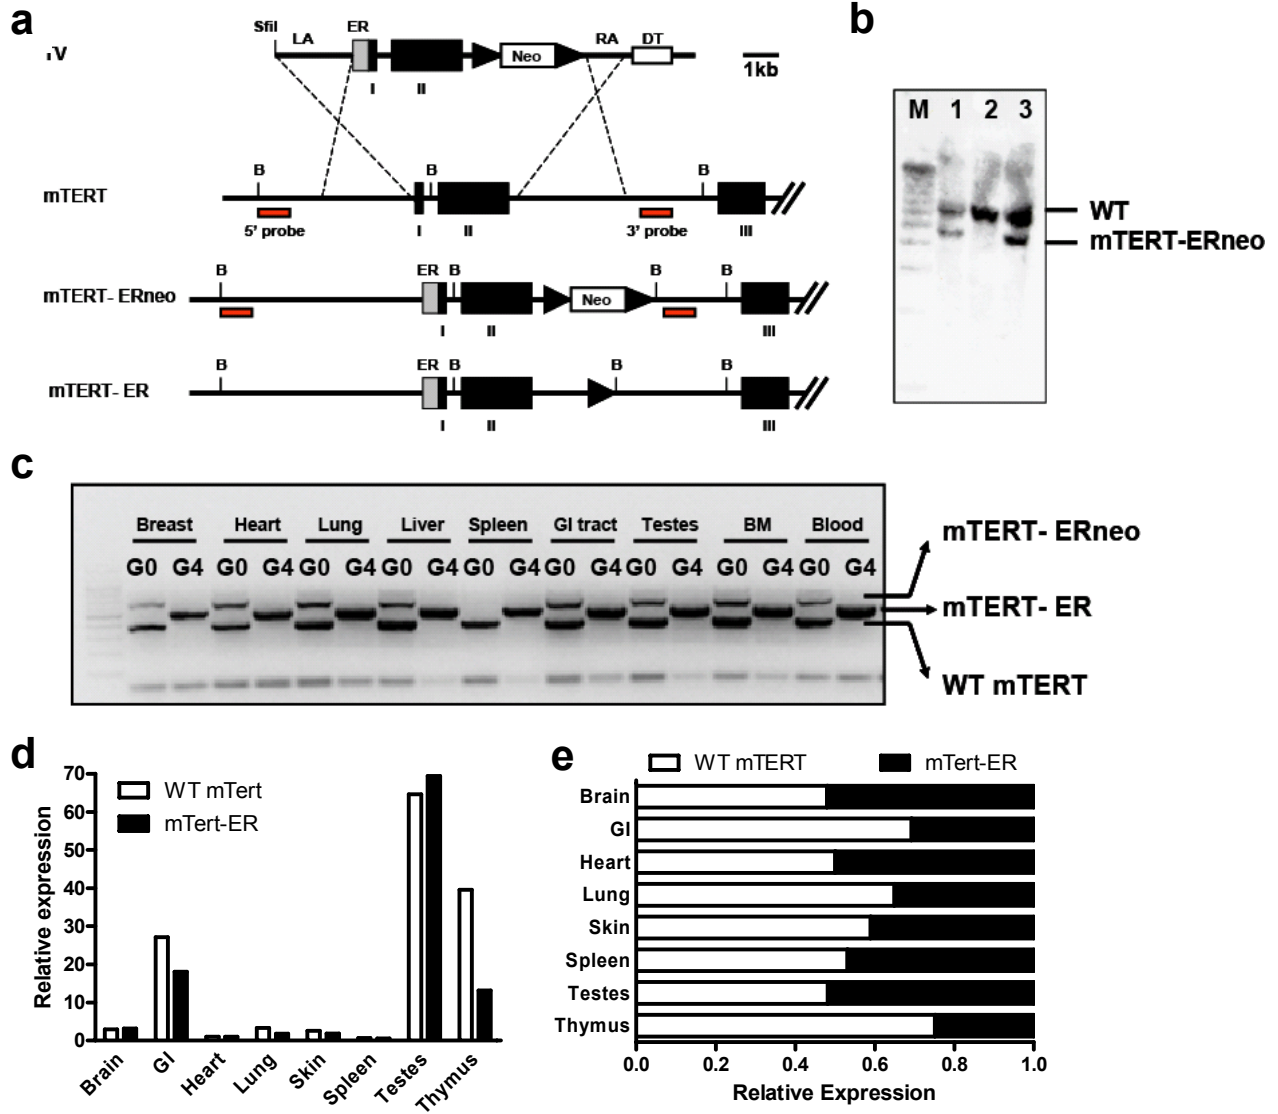 a
SfiI LA ER RA DT
Neo
1kb
I II
B B B
mTERT
5' probe I II 3' probe III
B ER B B B
mTERT- ERneo
Neo
I II III
B ER B B B
mTERT- ER
I II III
b
M 1 2 3
WT
mTERT-ERneo
c
Breast Heart Lung Liver Spleen GI tract Testes BM Blood
G0 G4 G0 G4 G0 G4 G0 G4 G0 G4 G0 G4 G0 G4 G0 G4 G0 G4
mTERT- ERneo
mTERT- ER
WT mTERT
d
Relative expression
70
60
50
40
30
20
10
0
WT mTert
mTert-ER
Brain GI Heart Lung Skin Spleen Testes Thymus
e
WT mTERT mTert-ER
Brain
GI
Heart
Lung
Skin
Spleen
Testes
Thymus
0.0 0.2 0.4 0.6 0.8 1.0
Relative Expression